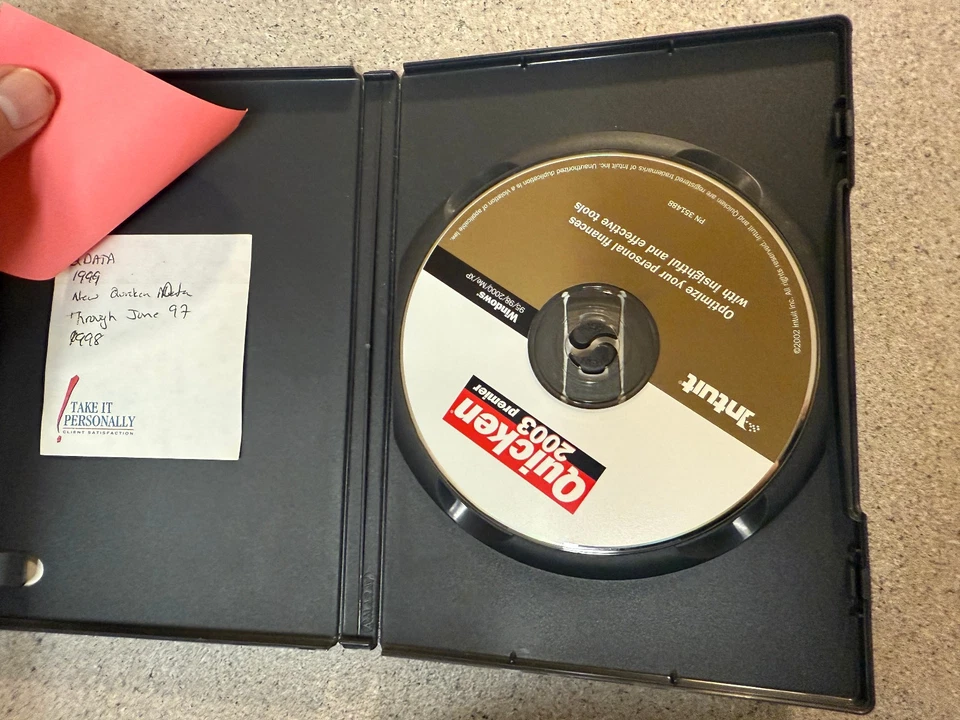 QDATA
1999
New Quicken Data
Through June 97
1998
TAKE IT
PERSONALLY
CLIENT SATISFACTION
Quicken
2003 premier
Intuit
Windows
95/98/2000/Me/XP
Optimize your personal finances
with insightful and effective tools
PN 351488
©2002 Intuit Inc. All rights reserved. Intuit and Quicken are registered trademarks of Intuit Inc. Unauthorized duplication is a violation of applicable law.